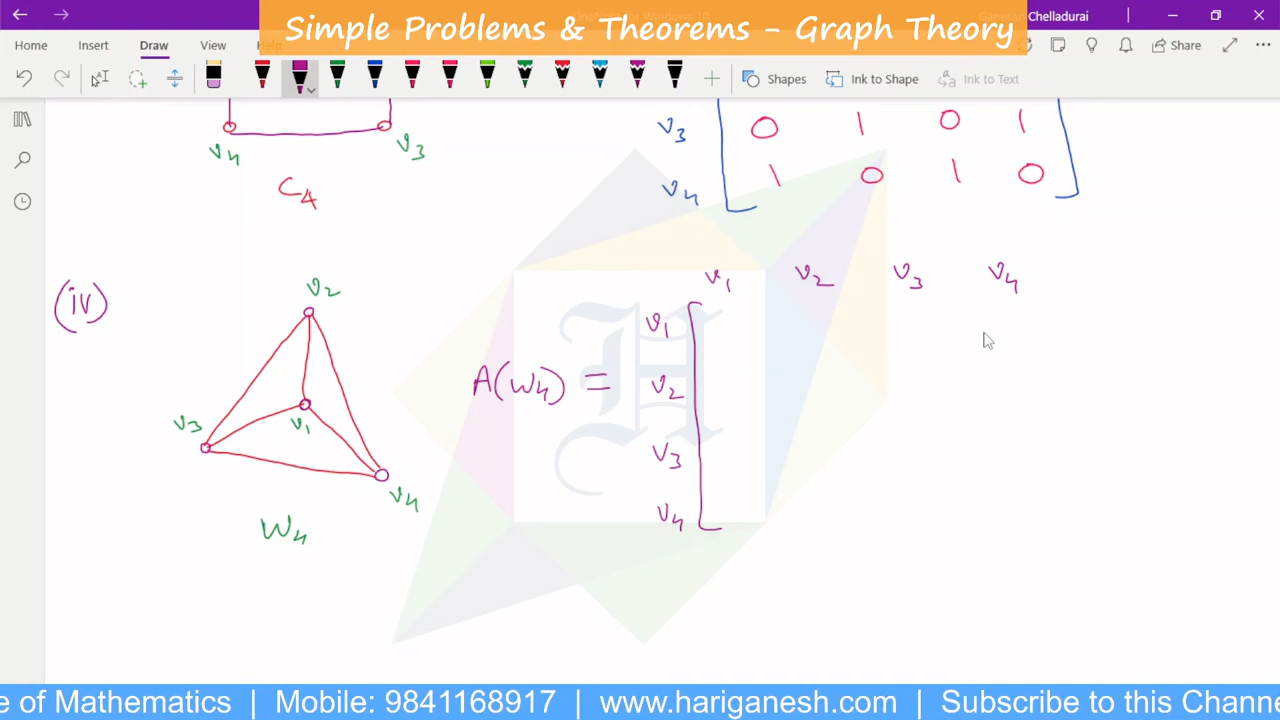 Simple Problems & Theorems - Graph Theory
Chelladurai
Home Insert Draw View
Shapes Ink to Shape Ink to Text Share
v4 v3
C4
v3 0 1 0 1
v4 1 0 1 0
(iv)
v2
v3 v1
v4
W4
v1 v2 v3 v4
v1
A(W4) = v2
v3
v4
e of Mathematics | Mobile: 9841168917 | www.hariganesh.com | Subscribe to this Chann